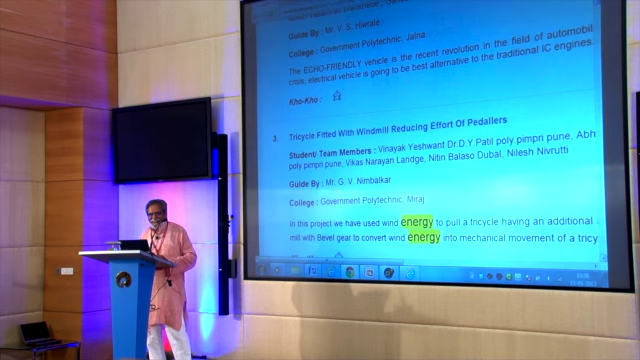 Guide By : Mr. V. S. Hiwrale
College : Government Polytechnic, Jalna
The ECHO-FRIENDLY vehicle is the recent revolution in the field of automobil
crisis, electrical vehicle is going to be best alternative to the traditional IC engines.
Kho-Kho :
3. Tricycle Fitted With Windmill Reducing Effort Of Pedallers
Student/ Team Members : Vinayak Yeshwant Dr.D.Y.Patil poly pimpri pune, Abh
poly pimpri pune, Vikas Narayan Landge, Nitin Balaso Dubal, Nilesh Nivrutti
Guide By : Mr. G. V. Nimbalkar
College : Government Polytechnic, Miraj
In this project we have used wind energy to pull a tricycle having an additional
mill with Bevel gear to convert wind energy into mechanical movement of a tricy